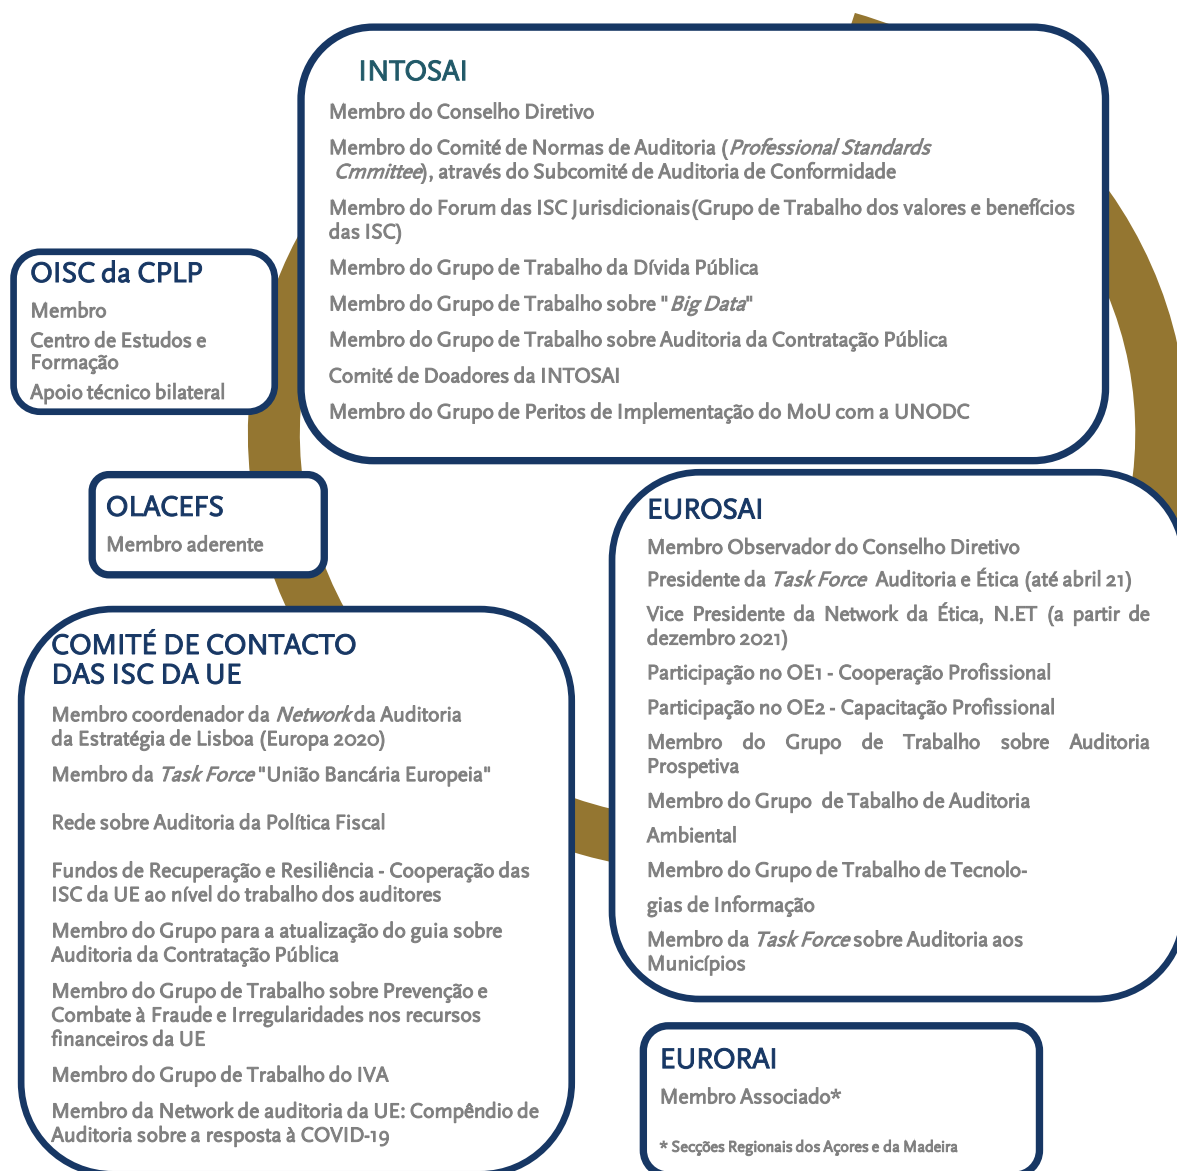 INTOSAI
Membro do Conselho Diretivo
Membro do Comité de Normas de Auditoria (Professional Standards
Cmmittee), através do Subcomité de Auditoria de Conformidade
Membro do Forum das ISC Jurisdicionais(Grupo de Trabalho dos valores e benefícios
das ISC)
Membro do Grupo de Trabalho da Dívida Pública
Membro do Grupo de Trabalho sobre "Big Data"
Membro do Grupo de Trabalho sobre Auditoria da Contratação Pública
Comité de Doadores da INTOSAI
Membro do Grupo de Peritos de Implementação do MoU com a UNODC
OISC da CPLP
Membro
Centro de Estudos e
Formação
Apoio técnico bilateral
OLACEFS
Membro aderente
EUROSAI
Membro Observador do Conselho Diretivo
Presidente da Task Force Auditoria e Ética (até abril 21)
Vice Presidente da Network da Ética, N.ET (a partir de
dezembro 2021)
Participação no OE1 - Cooperação Profissional
Participação no OE2 - Capacitação Profissional
Membro do Grupo de Trabalho sobre Auditoria
Prospetiva
Membro do Grupo de Tabalho de Auditoria
Ambiental
Membro do Grupo de Trabalho de Tecnolo-
gias de Informação
Membro da Task Force sobre Auditoria aos
Municípios
COMITÉ DE CONTACTO
DAS ISC DA UE
Membro coordenador da Network da Auditoria
da Estratégia de Lisboa (Europa 2020)
Membro da Task Force "União Bancária Europeia"
Rede sobre Auditoria da Política Fiscal
Fundos de Recuperação e Resiliência - Cooperação das
ISC da UE ao nível do trabalho dos auditores
Membro do Grupo para a atualização do guia sobre
Auditoria da Contratação Pública
Membro do Grupo de Trabalho sobre Prevenção e
Combate à Fraude e Irregularidades nos recursos
financeiros da UE
Membro do Grupo de Trabalho do IVA
Membro da Network de auditoria da UE: Compêndio de
Auditoria sobre a resposta à COVID-19
EURORAI
Membro Associado*
* Secções Regionais dos Açores e da Madeira